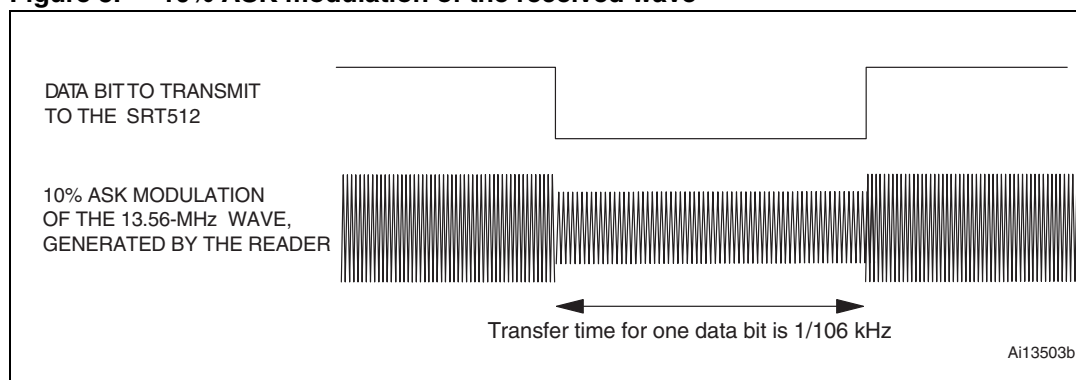 DATA BIT TO TRANSMIT
TO THE SRT512
10% ASK MODULATION
OF THE 13.56-MHz WAVE,
GENERATED BY THE READER
Transfer time for one data bit is 1/106 kHz
Ai13503b